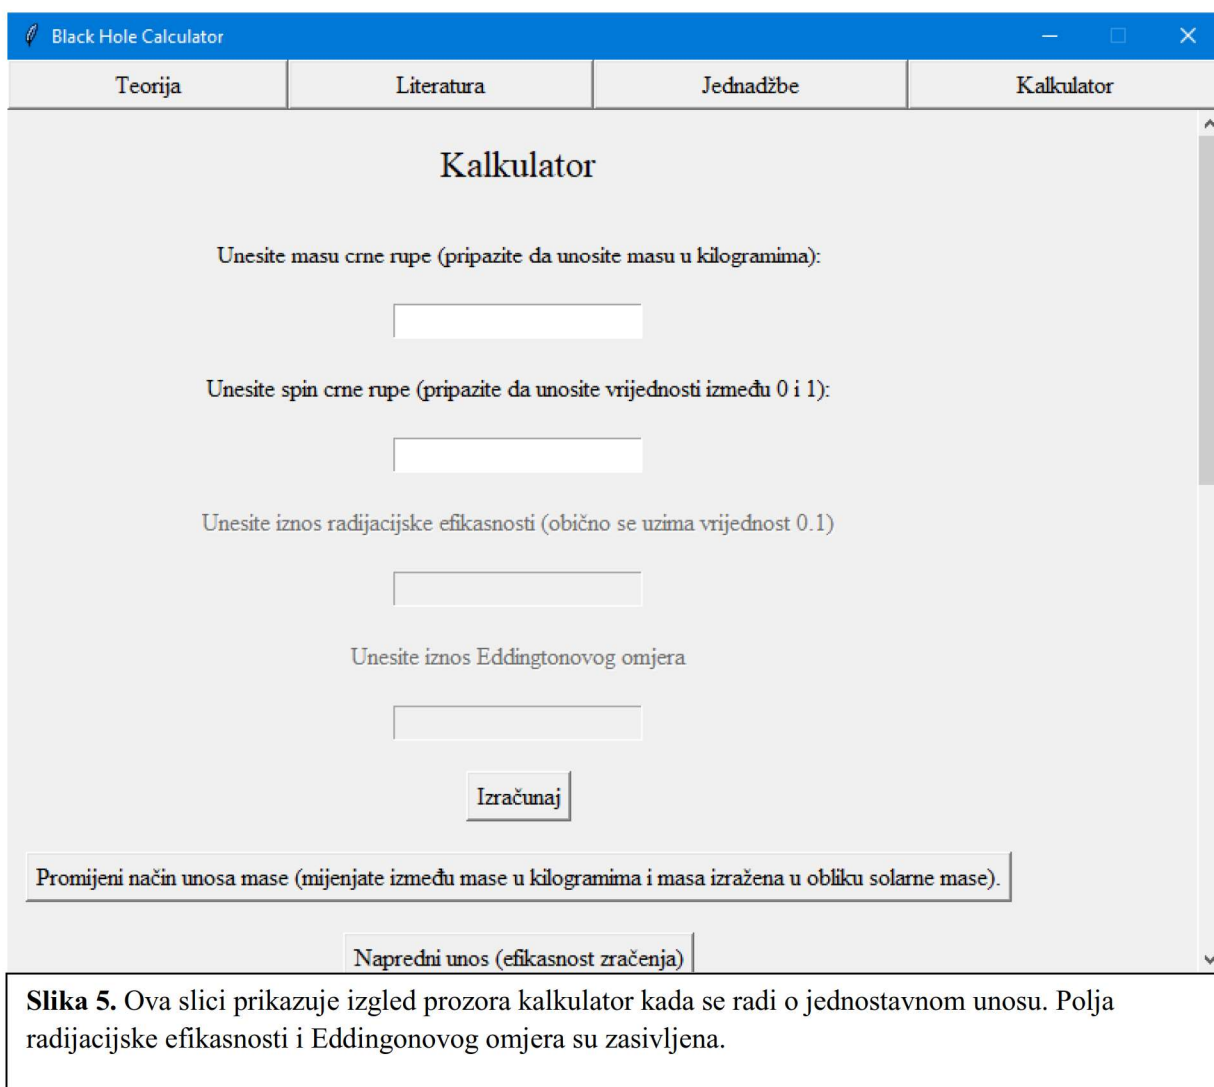 Black Hole Calculator
Teorija Literatura Jednadžbe Kalkulator
Kalkulator
Unesite masu crne rupe (pripazite da unosite masu u kilogramima):
Unesite spin crne rupe (pripazite da unosite vrijednosti između 0 i 1):
Unesite iznos radijacijske efikasnosti (obično se uzima vrijednost 0.1)
Unesite iznos Eddingtonovog omjera
Izračunaj
Promijeni način unosa mase (mijenjate između mase u kilogramima i masa izražena u obliku solarne mase).
Napredni unos (efikasnost zračenja)
Slika 5. Ova slici prikazuje izgled prozora kalkulator kada se radi o jednostavnom unosu. Polja
radijacijske efikasnosti i Eddingonovog omjera su zasivljena.